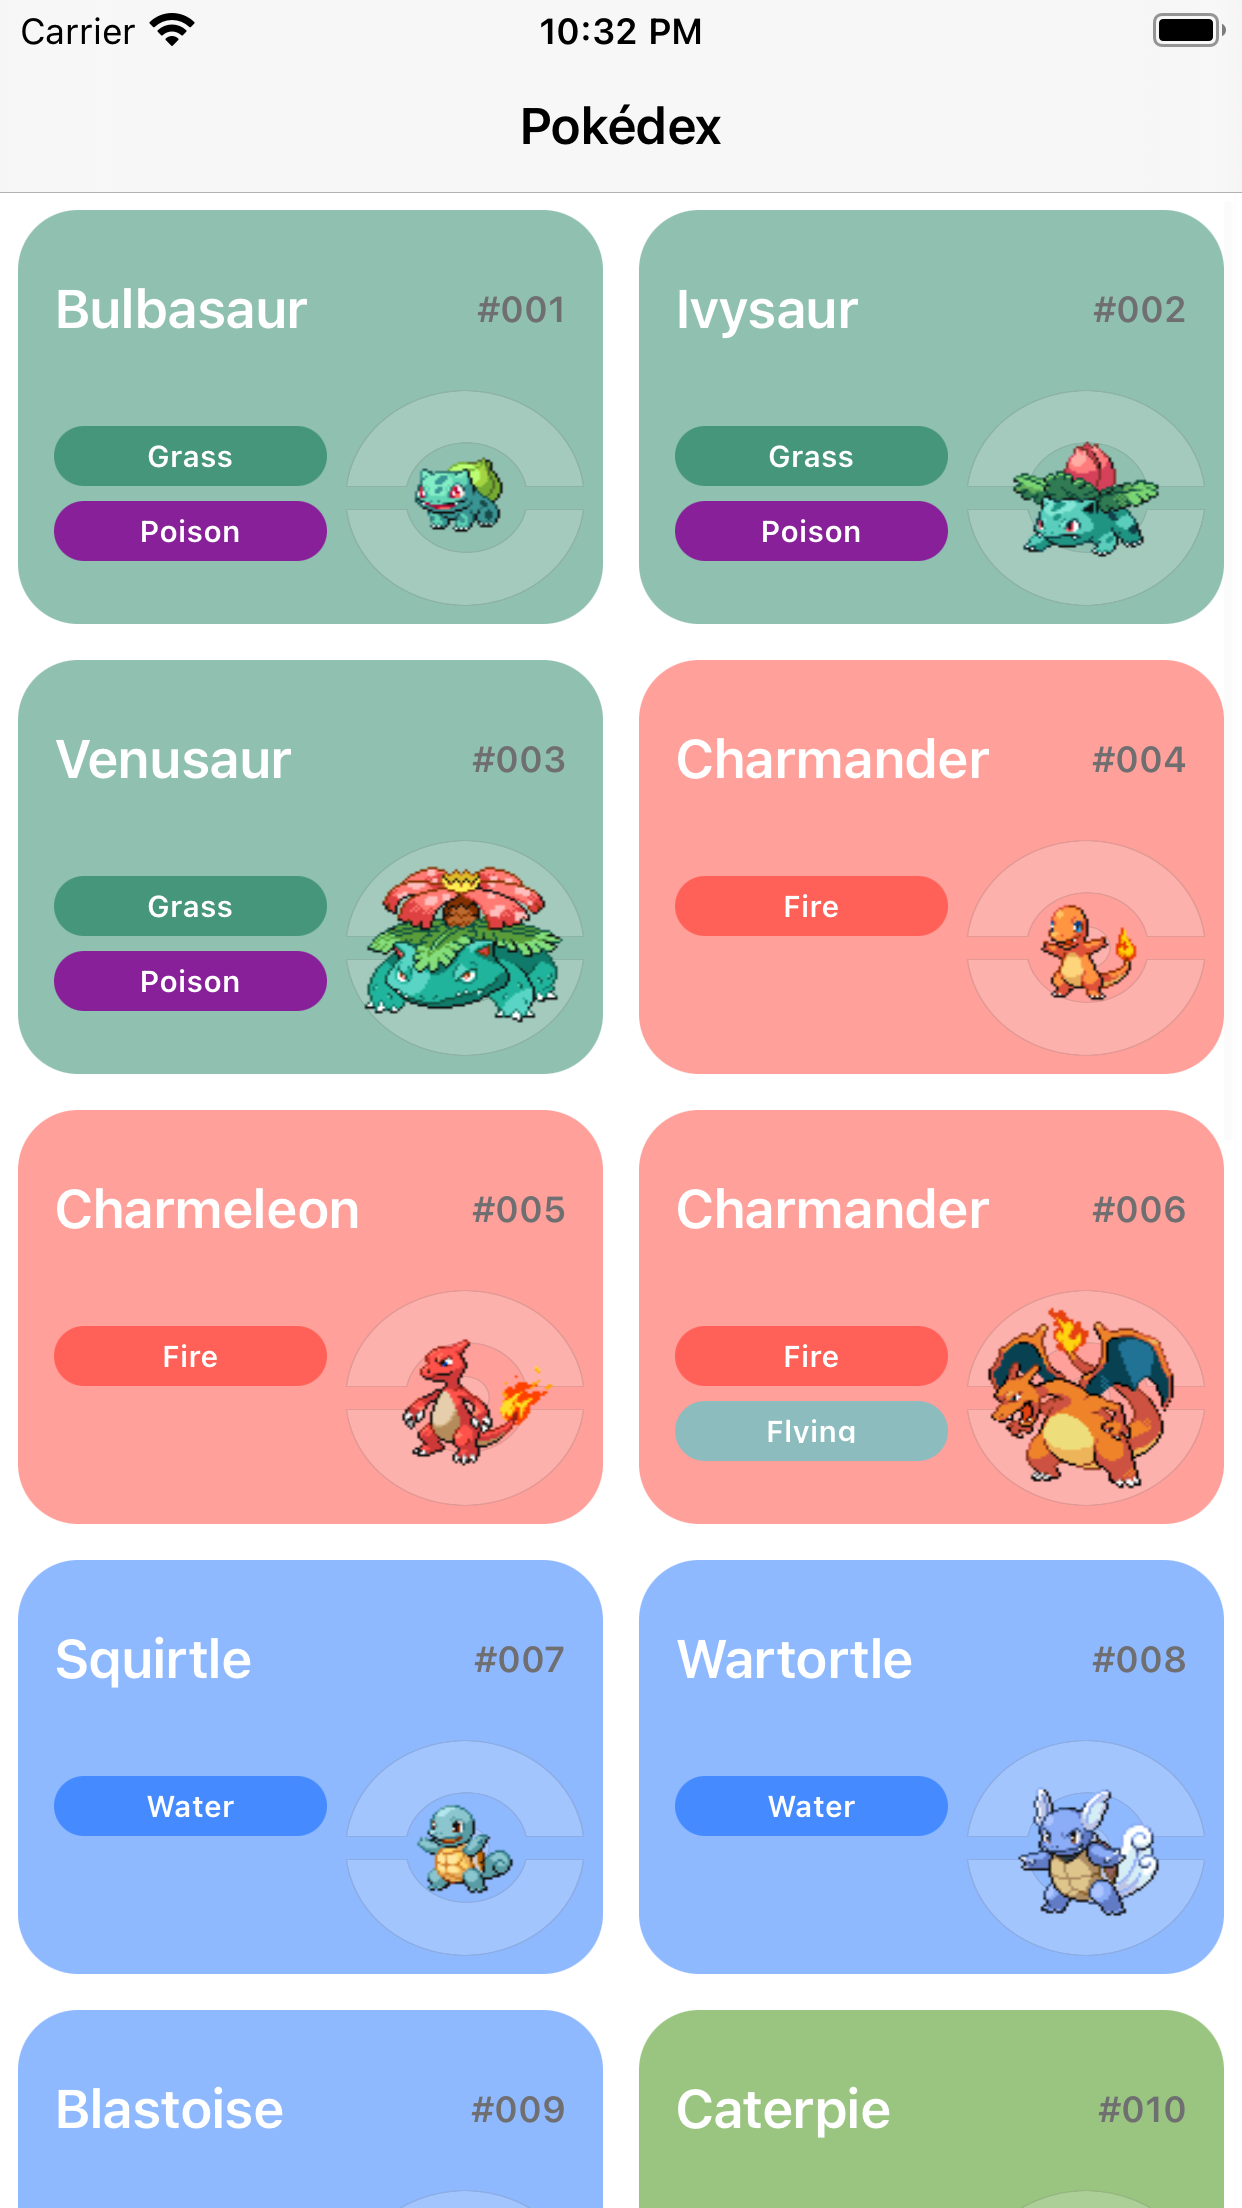 Carrier 10:32 PM
Pokédex
Bulbasaur #001
Grass
Poison
Ivysaur #002
Grass
Poison
Venusaur #003
Grass
Poison
Charmander #004
Fire
Charmeleon #005
Fire
Charmander #006
Fire
Flying
Squirtle #007
Water
Wartortle #008
Water
Blastoise #009
Caterpie #010